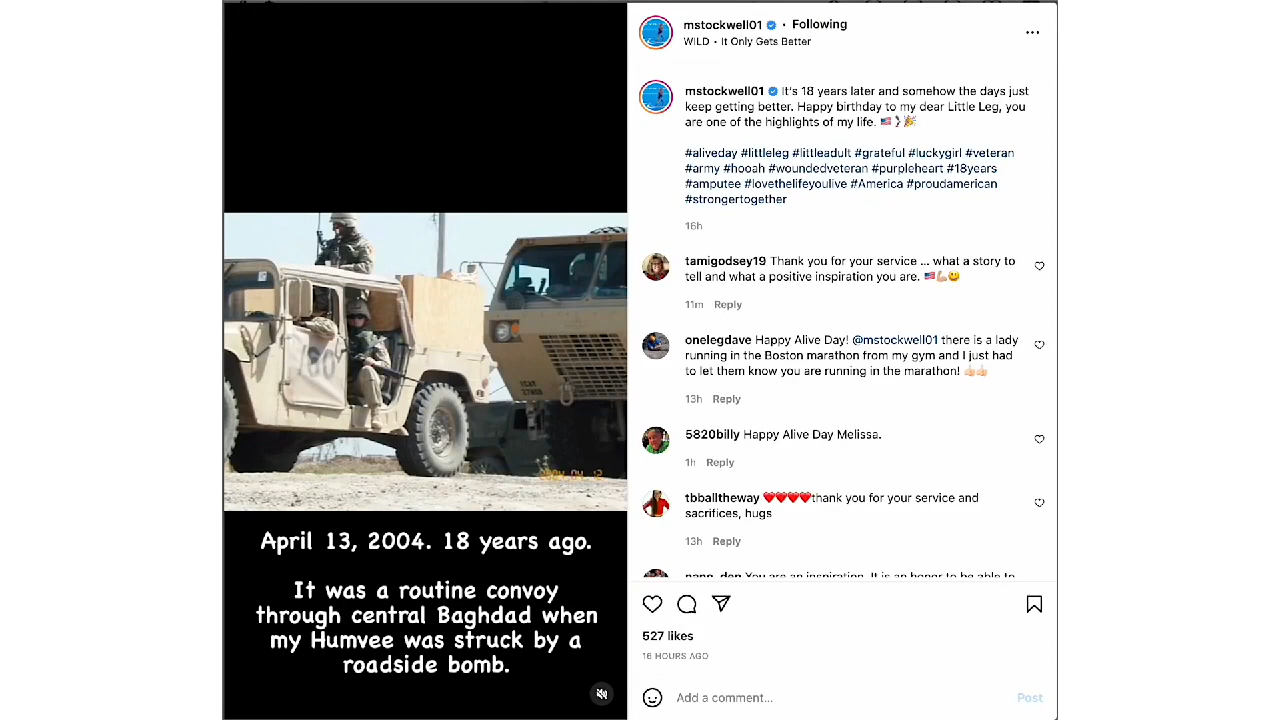 mstockwell01 • Following
WILD • It Only Gets Better
mstockwell01 It's 18 years later and somehow the days just
keep getting better. Happy birthday to my dear Little Leg, you
are one of the highlights of my life.
#aliveday #littleleg #littleadult #grateful #luckygirl #veteran
#army #hooah #woundedveteran #purpleheart #18years
#amputee #lovethelifeyoulive #America #proudamerican
#strongertogether
16h
tamigodsey19 Thank you for your service ... what a story to
tell and what a positive inspiration you are. 🇺🇸💪🏼🙂
11m Reply
onelegdave Happy Alive Day! @mstockwell01 there is a lady
running in the Boston marathon from my gym and I just had
to let them know you are running in the marathon! 👍🏻👍🏻
13h Reply
5820billy Happy Alive Day Melissa.
1h Reply
tbballtheway ❤️❤️❤️❤️thank you for your service and
sacrifices, hugs
13h Reply
You are an inspiration. It is an honor to be able to
527 likes
16 HOURS AGO
Add a comment...
Post
180
April 13, 2004. 18 years ago.
It was a routine convoy
through central Baghdad when
my Humvee was struck by a
roadside bomb.